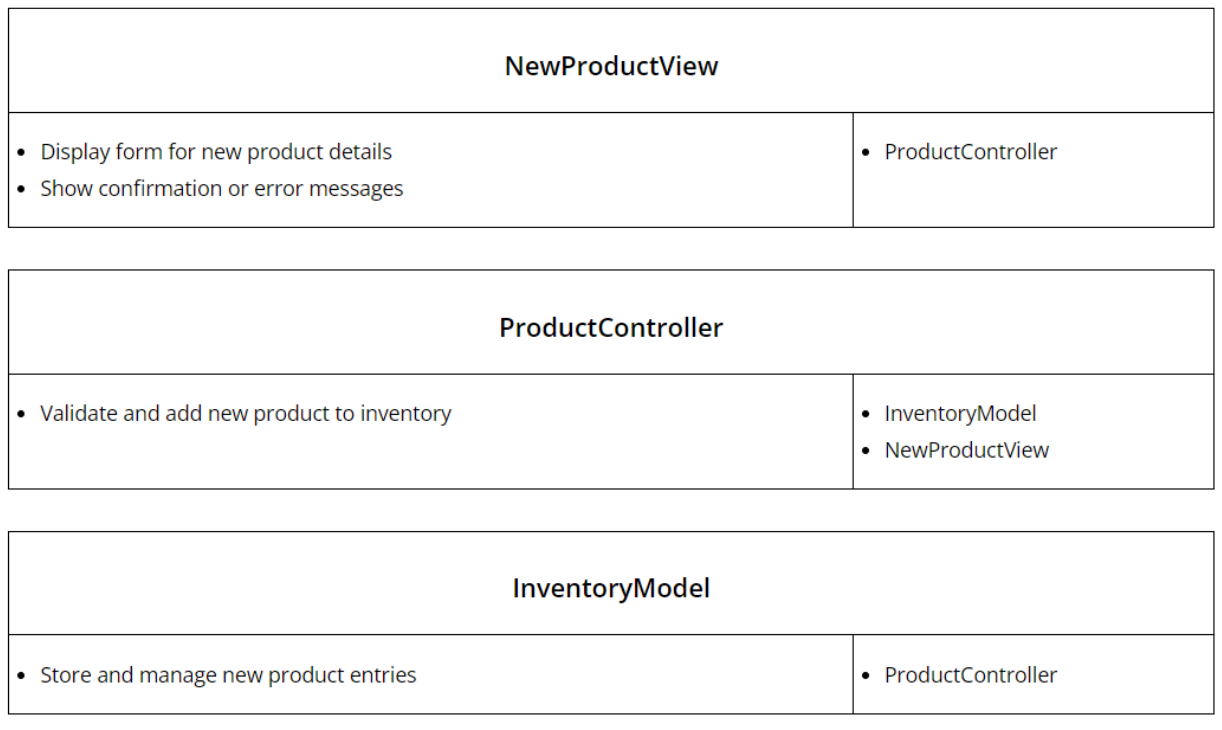 NewProductView
• Display form for new product details
• Show confirmation or error messages
• ProductController
ProductController
• Validate and add new product to inventory
• InventoryModel
• NewProductView
InventoryModel
• Store and manage new product entries
• ProductController